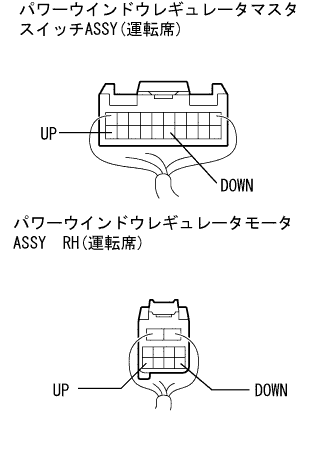 パワーウインドウレギュレータマスタ
スイッチASSY(運転席)
UP
DOWN
パワーウインドウレギュレータモータ
ASSY RH(運転席)
UP
DOWN